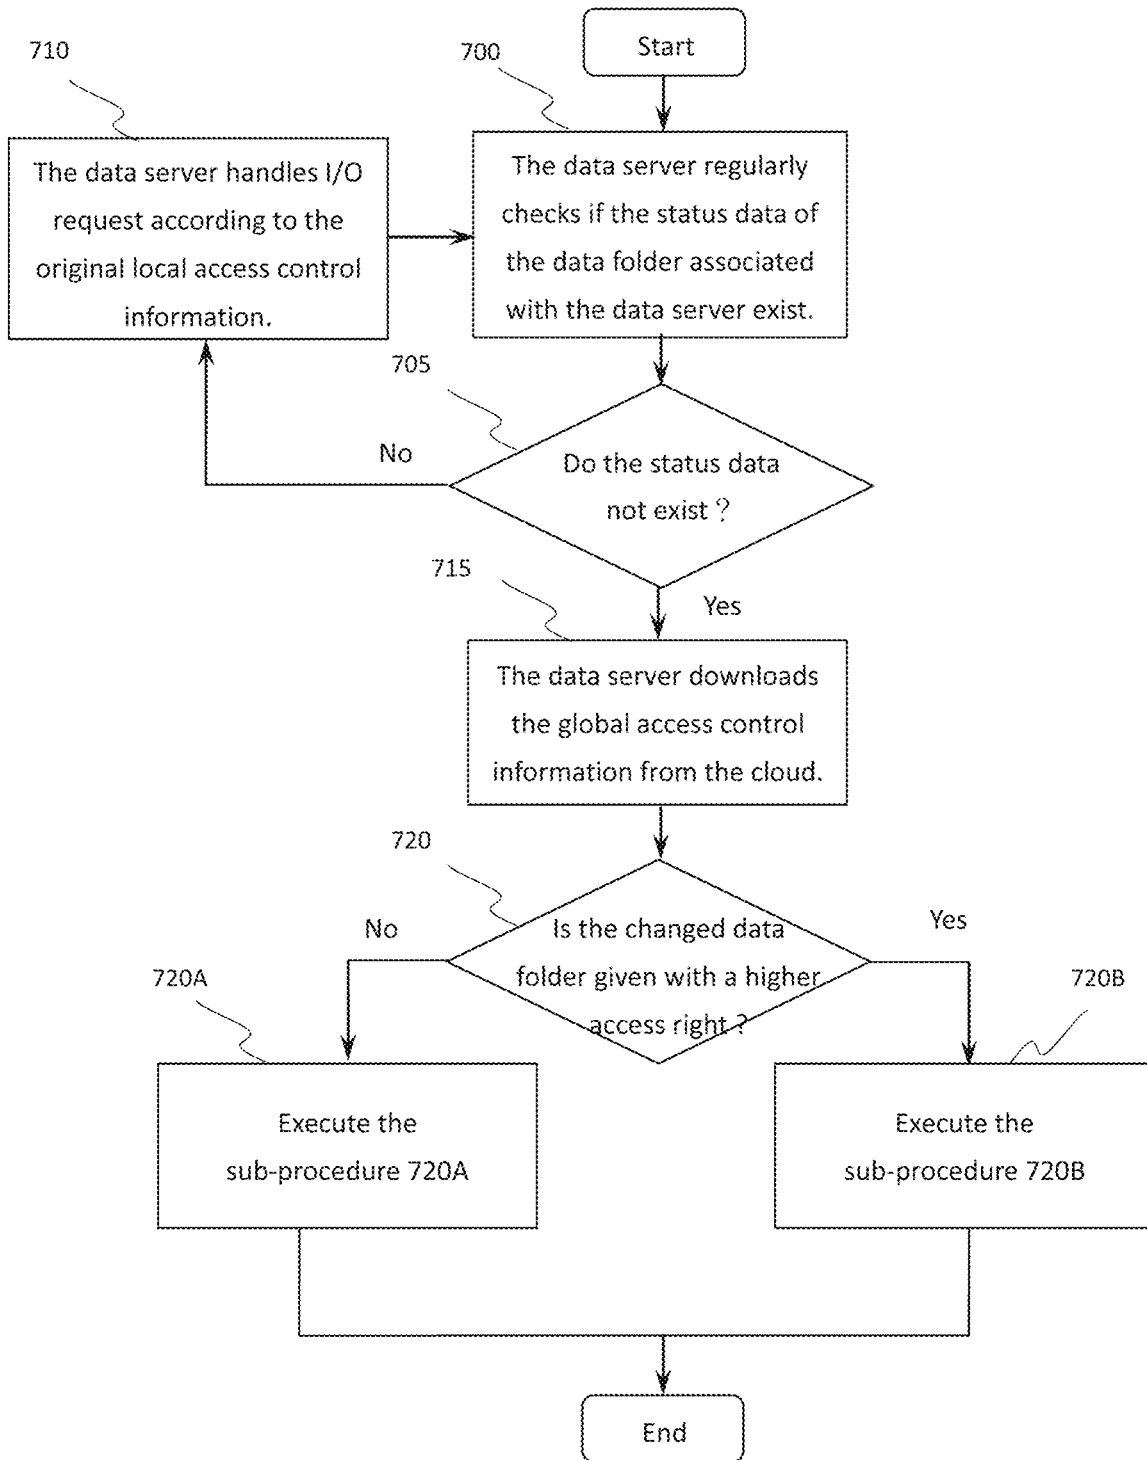 Start
710
700
The data server handles I/O
request according to the
original local access control
information.
The data server regularly
checks if the status data of
the data folder associated
with the data server exist.
705
No
Do the status data
not exist ?
715
Yes
The data server downloads
the global access control
information from the cloud.
720
No
Is the changed data
folder given with a higher
access right ?
Yes
720A
720B
Execute the
sub-procedure 720A
Execute the
sub-procedure 720B
End